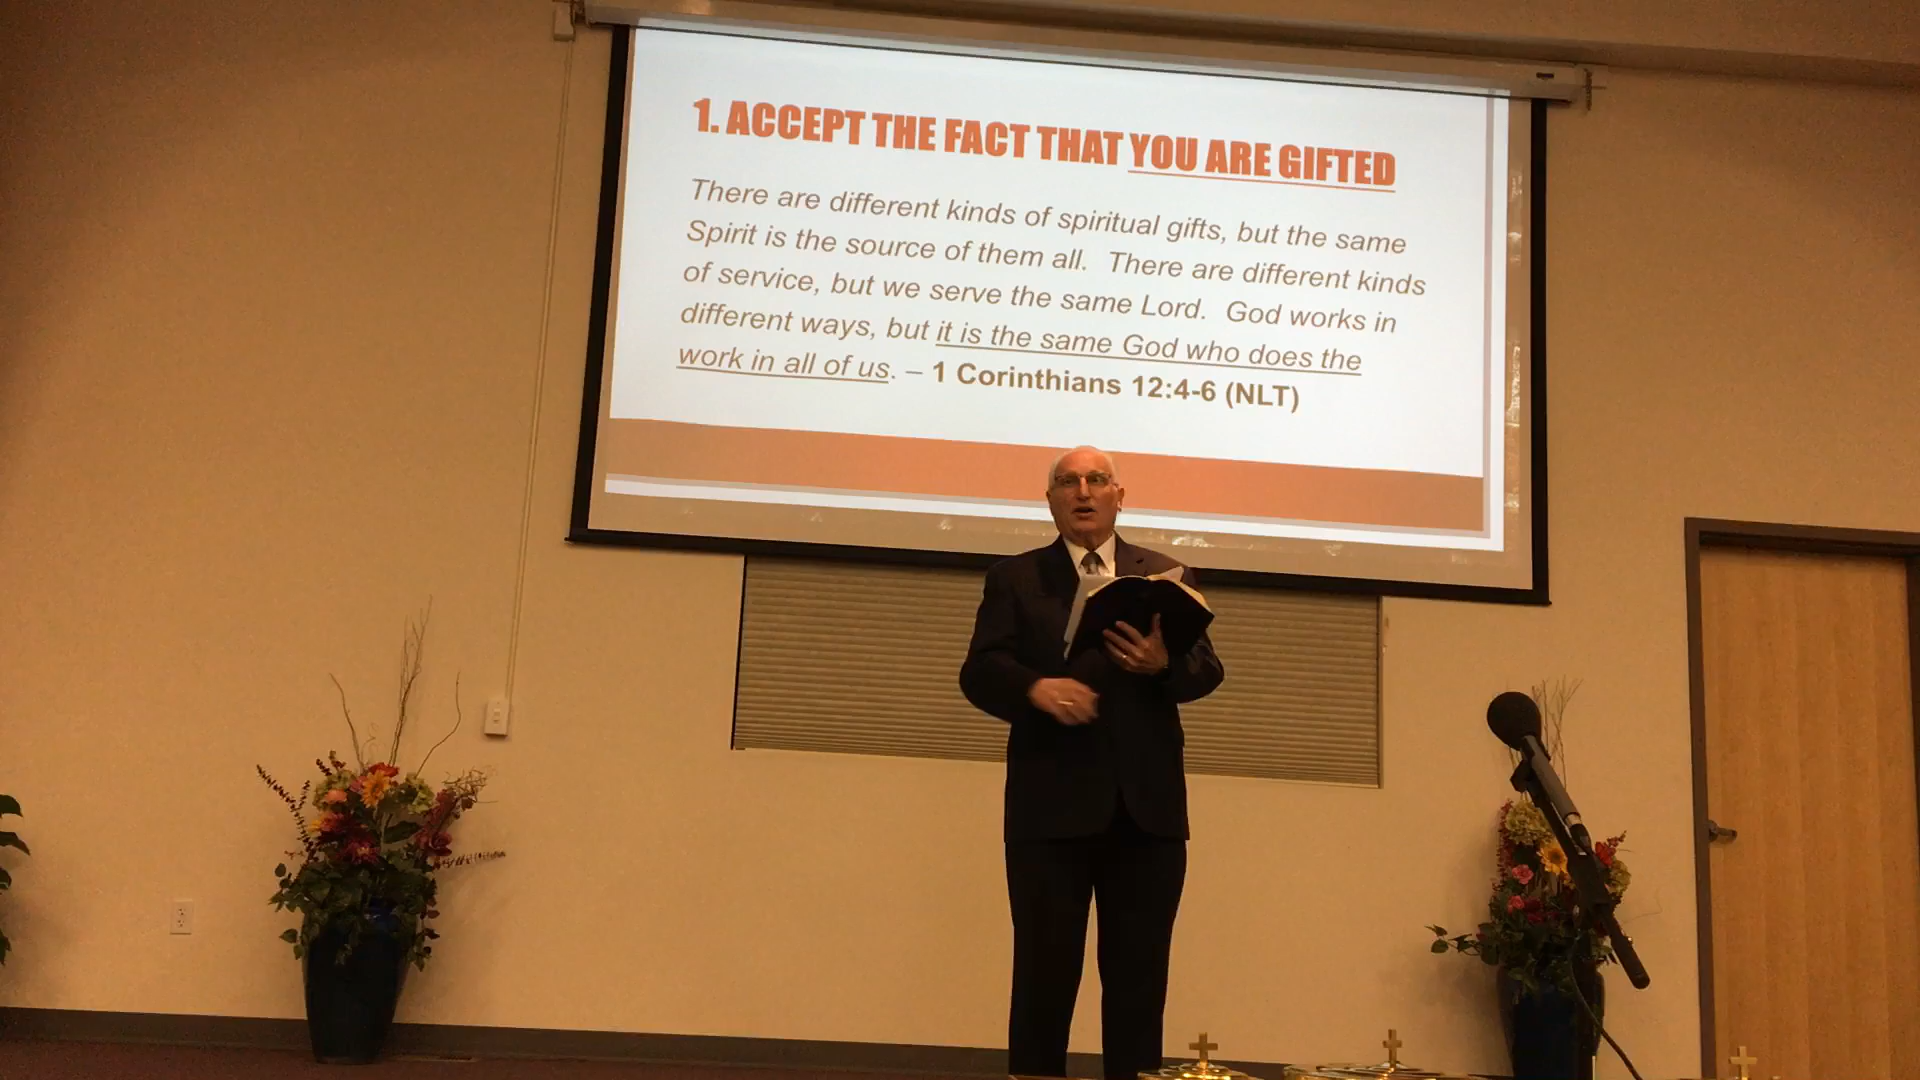 1. ACCEPT THE FACT THAT YOU ARE GIFTED
There are different kinds of spiritual gifts, but the same
Spirit is the source of them all. There are different kinds
of service, but we serve the same Lord. God works in
different ways, but it is the same God who does the
work in all of us. – 1 Corinthians 12:4-6 (NLT)